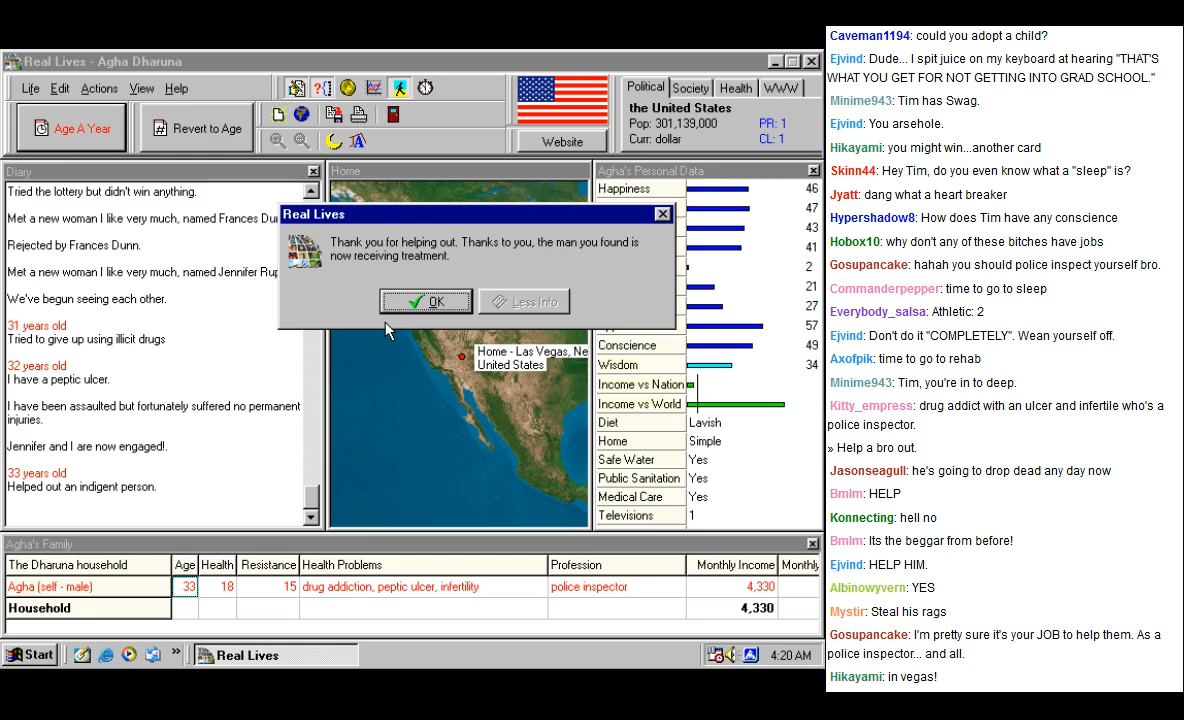 Real Lives - Agha Dharuna
Life Edit Actions View Help
Age A Year
Revert to Age
Website
Political Society Health WWW
the United States
Pop: 301,139,000 PR: 1
Curr: dollar CL: 1
Diary
Tried the lottery but didn't win anything.
Met a new woman I like very much, named Frances Du
Rejected by Frances Dunn.
Met a new woman I like very much, named Jennifer Rup
We've begun seeing each other.
31 years old
Tried to give up using illicit drugs
32 years old
I have a peptic ulcer.
I have been assaulted but fortunately suffered no permanent
injuries.
Jennifer and I are now engaged!.
33 years old
Helped out an indigent person.
Home
Real Lives
Thank you for helping out. Thanks to you, the man you found is
now receiving treatment.
OK
Less Info
Home - Las Vegas, Ne
United States
Agha's Personal Data
Happiness 46
47
43
41
2
21
27
57
Conscience 49
Wisdom 34
Income vs Nation
Income vs World
Diet Lavish
Home Simple
Safe Water Yes
Public Sanitation Yes
Medical Care Yes
Televisions 1
Agha's Family
The Dharuna household Age Health Resistance Health Problems Profession Monthly Income Monthly
Agha (self - male) 33 18 15 drug addiction, peptic ulcer, infertility police inspector 4,330
Household 4,330
Start
»
Real Lives
4:20 AM
Caveman1194: could you adopt a child?
Ejvind: Dude... I spit juice on my keyboard at hearing "THAT'S
WHAT YOU GET FOR NOT GETTING INTO GRAD SCHOOL."
Minime943: Tim has Swag.
Ejvind: You arsehole.
Hikayami: you might win...another card
Skinn44: Hey Tim, do you even know what a "sleep" is?
Jyatt: dang what a heart breaker
Hypershadow8: How does Tim have any conscience
Hobox10: why don't any of these bitches have jobs
Gosupancake: hahah you should police inspect yourself bro.
Commanderpepper: time to go to sleep
Everybody_salsa: Athletic: 2
Ejvind: Don't do it "COMPLETELY". Wean yourself off.
Axofpik: time to go to rehab
Minime943: Tim, you're in to deep.
Kitty_empress: drug addict with an ulcer and infertile who's a
police inspector.
» Help a bro out.
Jasonseagull: he's going to drop dead any day now
Bmlm: HELP
Konnecting: hell no
Bmlm: Its the beggar from before!
Ejvind: HELP HIM.
Albinowyvern: YES
Mystir: Steal his rags
Gosupancake: I'm pretty sure it's your JOB to help them. As a
police inspector... and all.
Hikayami: in vegas!